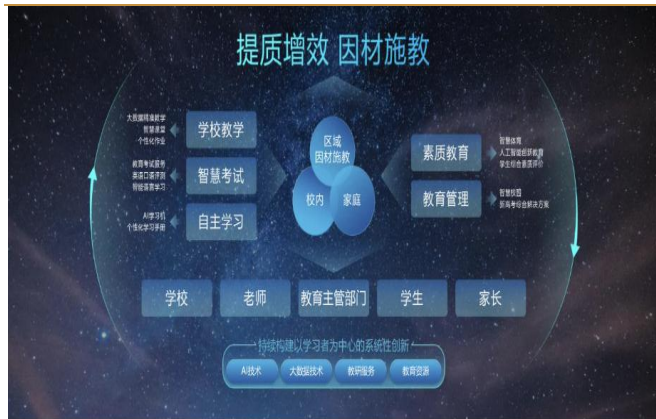 提质增效 因材施教
大数据精准教学
智慧课堂
个性化作业
学校教学
教育考试服务
英语口语评测
智能语言学习
智慧考试
AI学习机
个性化学习手册
自主学习
区域
因材施教
校内
家庭
素质教育
智慧体育
人工智能创新教育
学生综合素质评价
教育管理
智慧校园
新高考综合解决方案
学校
老师
教育主管部门
学生
家长
持续构建以学习者为中心的系统性创新
AI技术
大数据技术
教研服务
教育资源